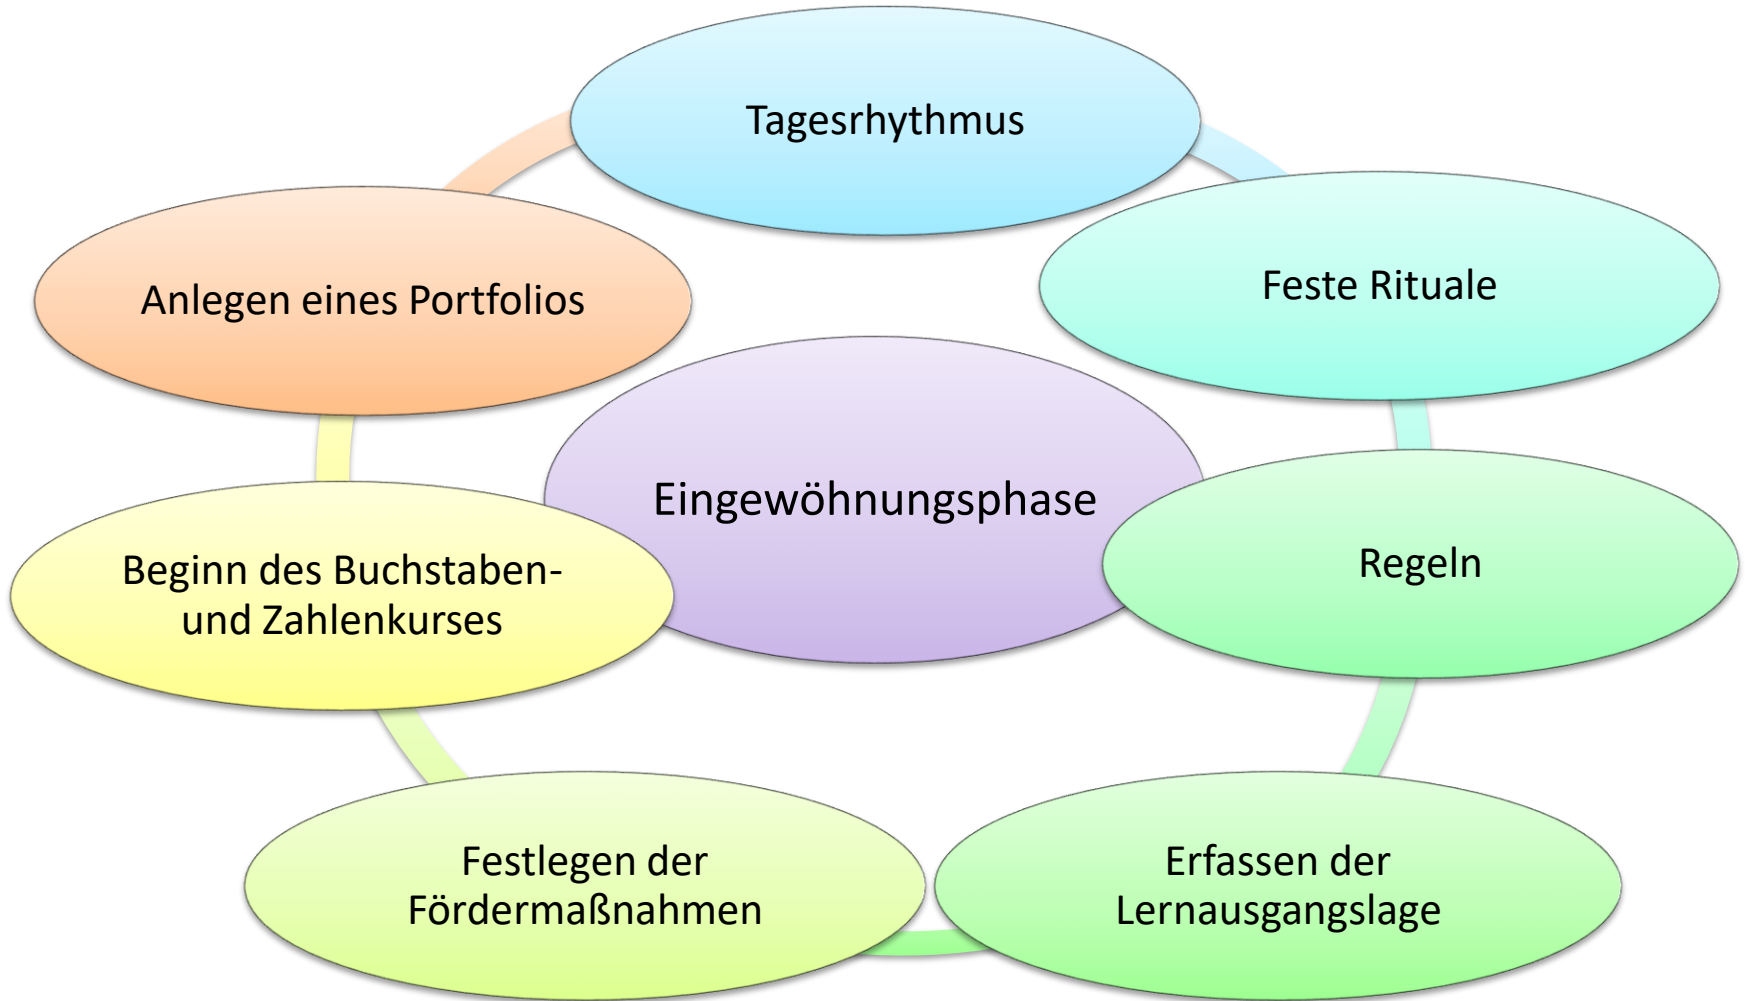 Tagesrhythmus
Feste Rituale
Regeln
Erfassen der
Lernausgangslage
Festlegen der
Fördermaßnahmen
Beginn des Buchstaben-
und Zahlenkurses
Anlegen eines Portfolios
Eingewöhnungsphase